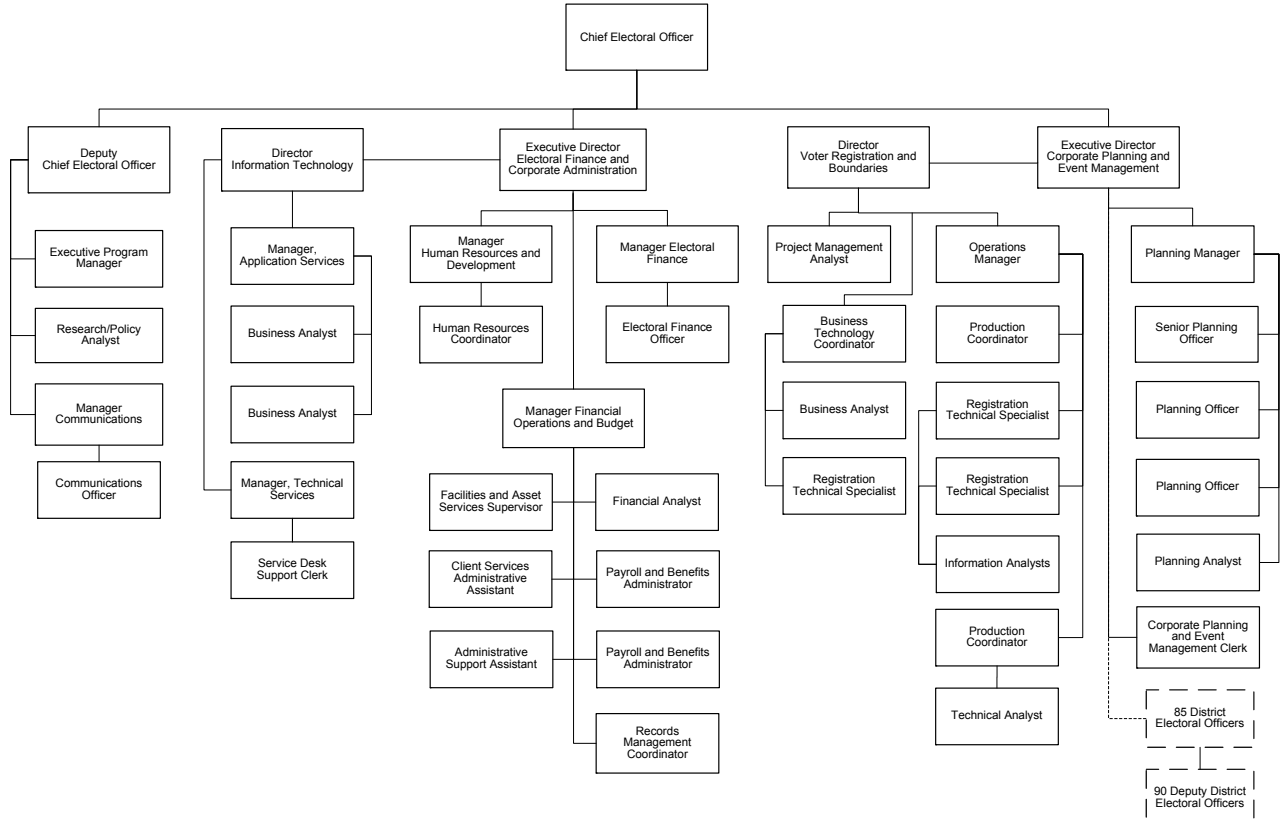 Chief Electoral Officer
Deputy
Chief Electoral Officer
Director
Information Technology
Executive Director
Electoral Finance and
Corporate Administration
Director
Voter Registration and
Boundaries
Executive Director
Corporate Planning and
Event Management
Executive Program
Manager
Manager,
Application Services
Manager
Human Resources and
Development
Manager Electoral
Finance
Project Management
Analyst
Operations
Manager
Planning Manager
Research/Policy
Analyst
Business Analyst
Human Resources
Coordinator
Electoral Finance
Officer
Business
Technology
Coordinator
Production
Coordinator
Senior Planning
Officer
Manager
Communications
Business Analyst
Manager Financial
Operations and Budget
Business Analyst
Registration
Technical Specialist
Planning Officer
Communications
Officer
Manager, Technical
Services
Facilities and Asset
Services Supervisor
Financial Analyst
Registration
Technical Specialist
Registration
Technical Specialist
Planning Officer
Service Desk
Support Clerk
Client Services
Administrative
Assistant
Payroll and Benefits
Administrator
Information Analysts
Planning Analyst
Administrative
Support Assistant
Payroll and Benefits
Administrator
Production
Coordinator
Corporate Planning
and Event
Management Clerk
Records
Management
Coordinator
Technical Analyst
85 District
Electoral Officers
90 Deputy District
Electoral Officers